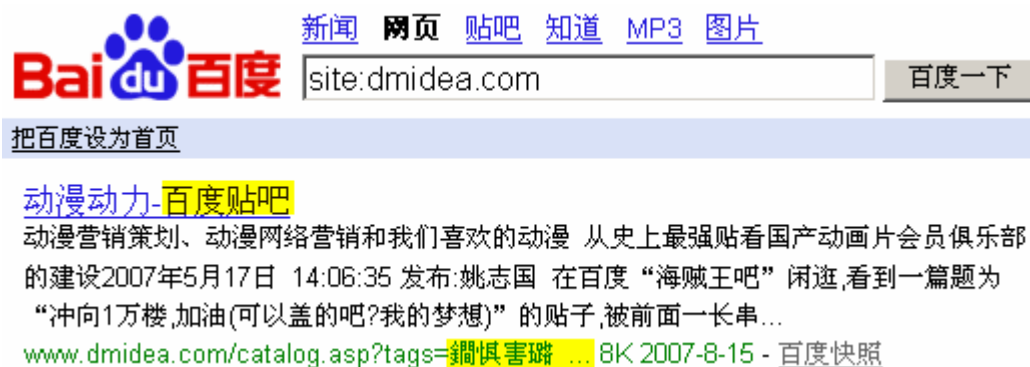 新闻 网页 贴吧 知道 MP3 图片
Bai du 百度 site:dmidea.com 百度一下
把百度设为首页
动漫动力-百度贴吧
动漫营销策划、动漫网络营销和我们喜欢的动漫 从史上最强贴看国产动画片会员俱乐部
的建设2007年5月17日 14:06:35 发布:姚志国 在百度“海贼王吧”闲逛,看到一篇题为
“冲向1万楼,加油(可以盖的吧?我的梦想)”的贴子,被前面一长串...
www.dmidea.com/catalog.asp?tags=鐧惧害璐 ... 8K 2007-8-15 - 百度快照